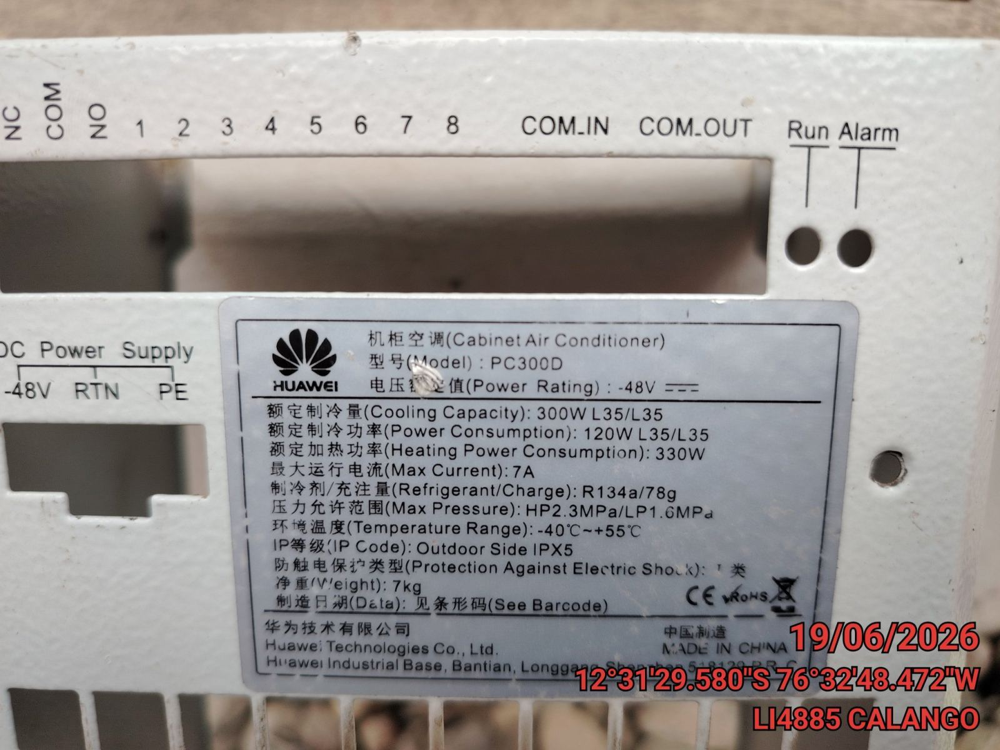 NC COM NO 1 2 3 4 5 6 7 8 COM_IN COM_OUT Run Alarm
DC Power Supply
-48V RTN PE
HUAWEI
机柜空调(Cabinet Air Conditioner)
型号(Model) : PC300D
电压额定值(Power Rating) : -48V
额定制冷量(Cooling Capacity): 300W L35/L35
额定制冷功率(Power Consumption): 120W L35/L35
额定加热功率(Heating Power Consumption): 330W
最大运行电流(Max Current): 7A
制冷剂/充注量(Refrigerant/Charge): R134a/78g
压力允许范围(Max Pressure): HP2.3MPa/LP1.6MPa
环境温度(Temperature Range): -40℃~+55℃
IP等级(IP Code): Outdoor Side IPX5
防触电保护类型(Protection Against Electric Shock): I 类
净重(Weight): 7kg
制造日期(Data): 见条形码(See Barcode)
CE RoHS
华为技术有限公司
Huawei Technologies Co., Ltd.
Huawei Industrial Base, Bantian, Longgang Shenzhen 518129 P.R.C
中国制造
MADE IN CHINA
19/06/2026
12°31'29.580"S 76°32'48.472"W
LI4885 CALANGO